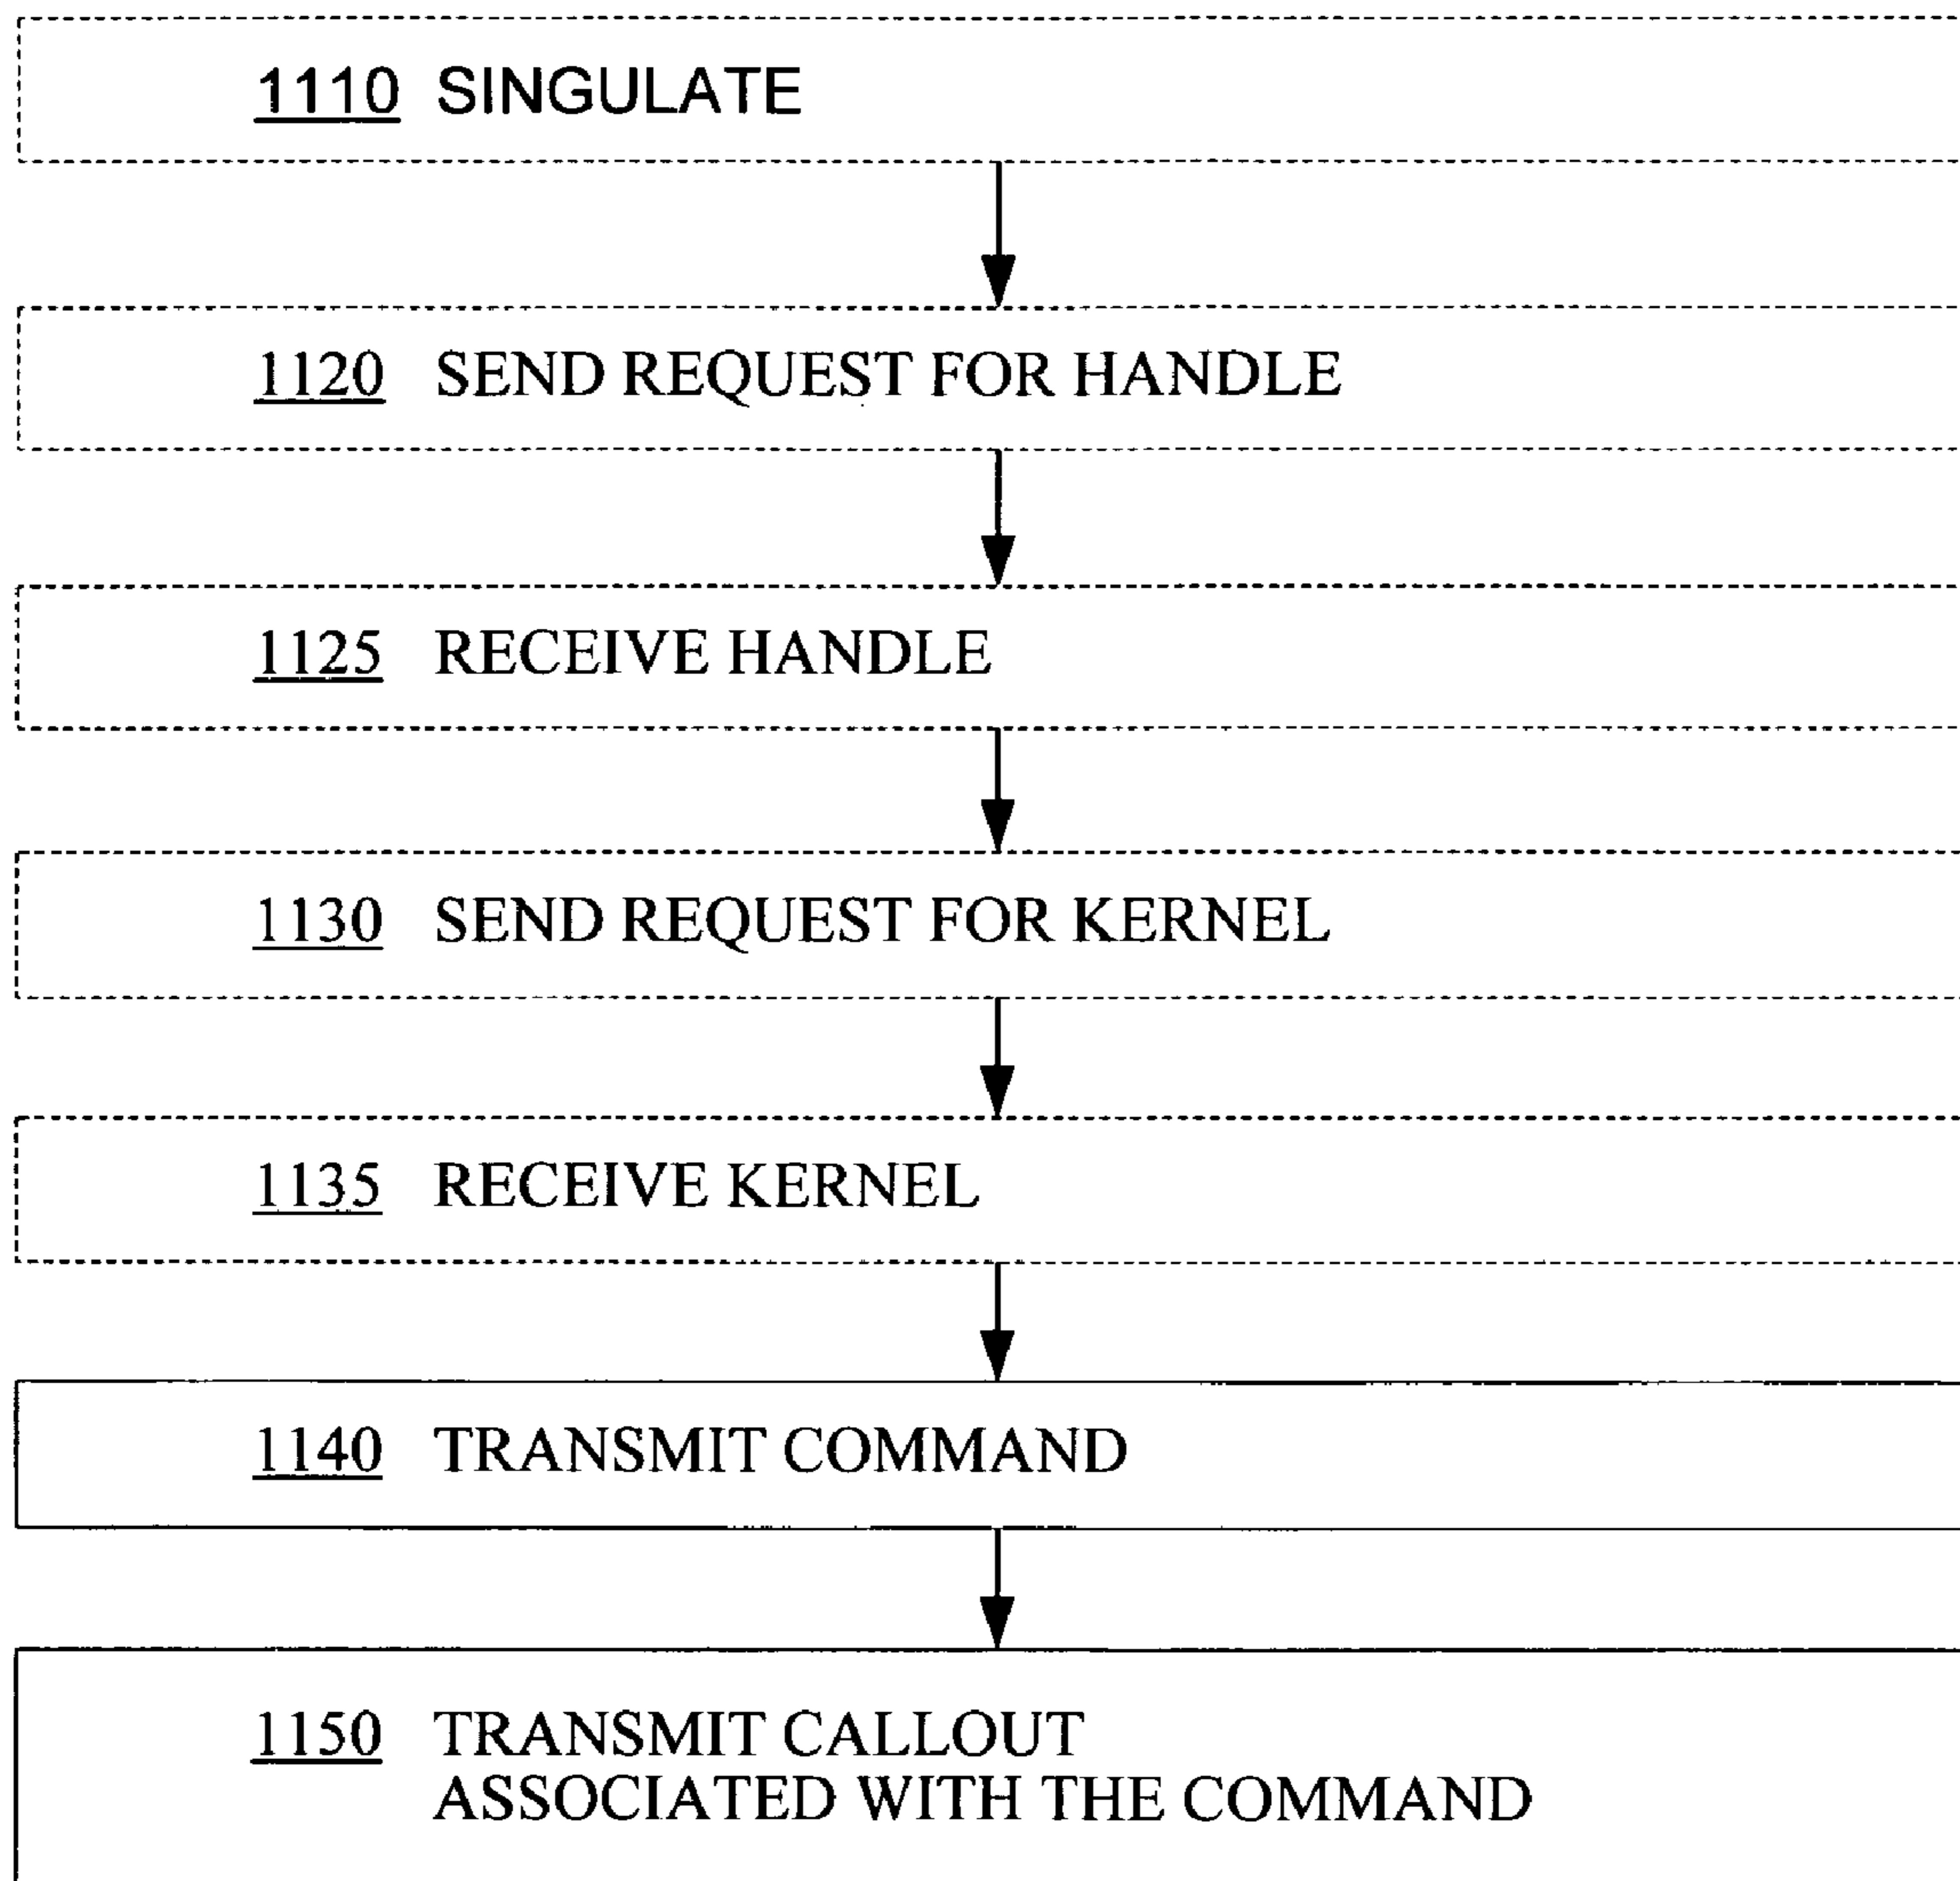 1110 SINGULATE
1120 SEND REQUEST FOR HANDLE
1125 RECEIVE HANDLE
1130 SEND REQUEST FOR KERNEL
1135 RECEIVE KERNEL
1140 TRANSMIT COMMAND
1150 TRANSMIT CALLOUT
ASSOCIATED WITH THE COMMAND